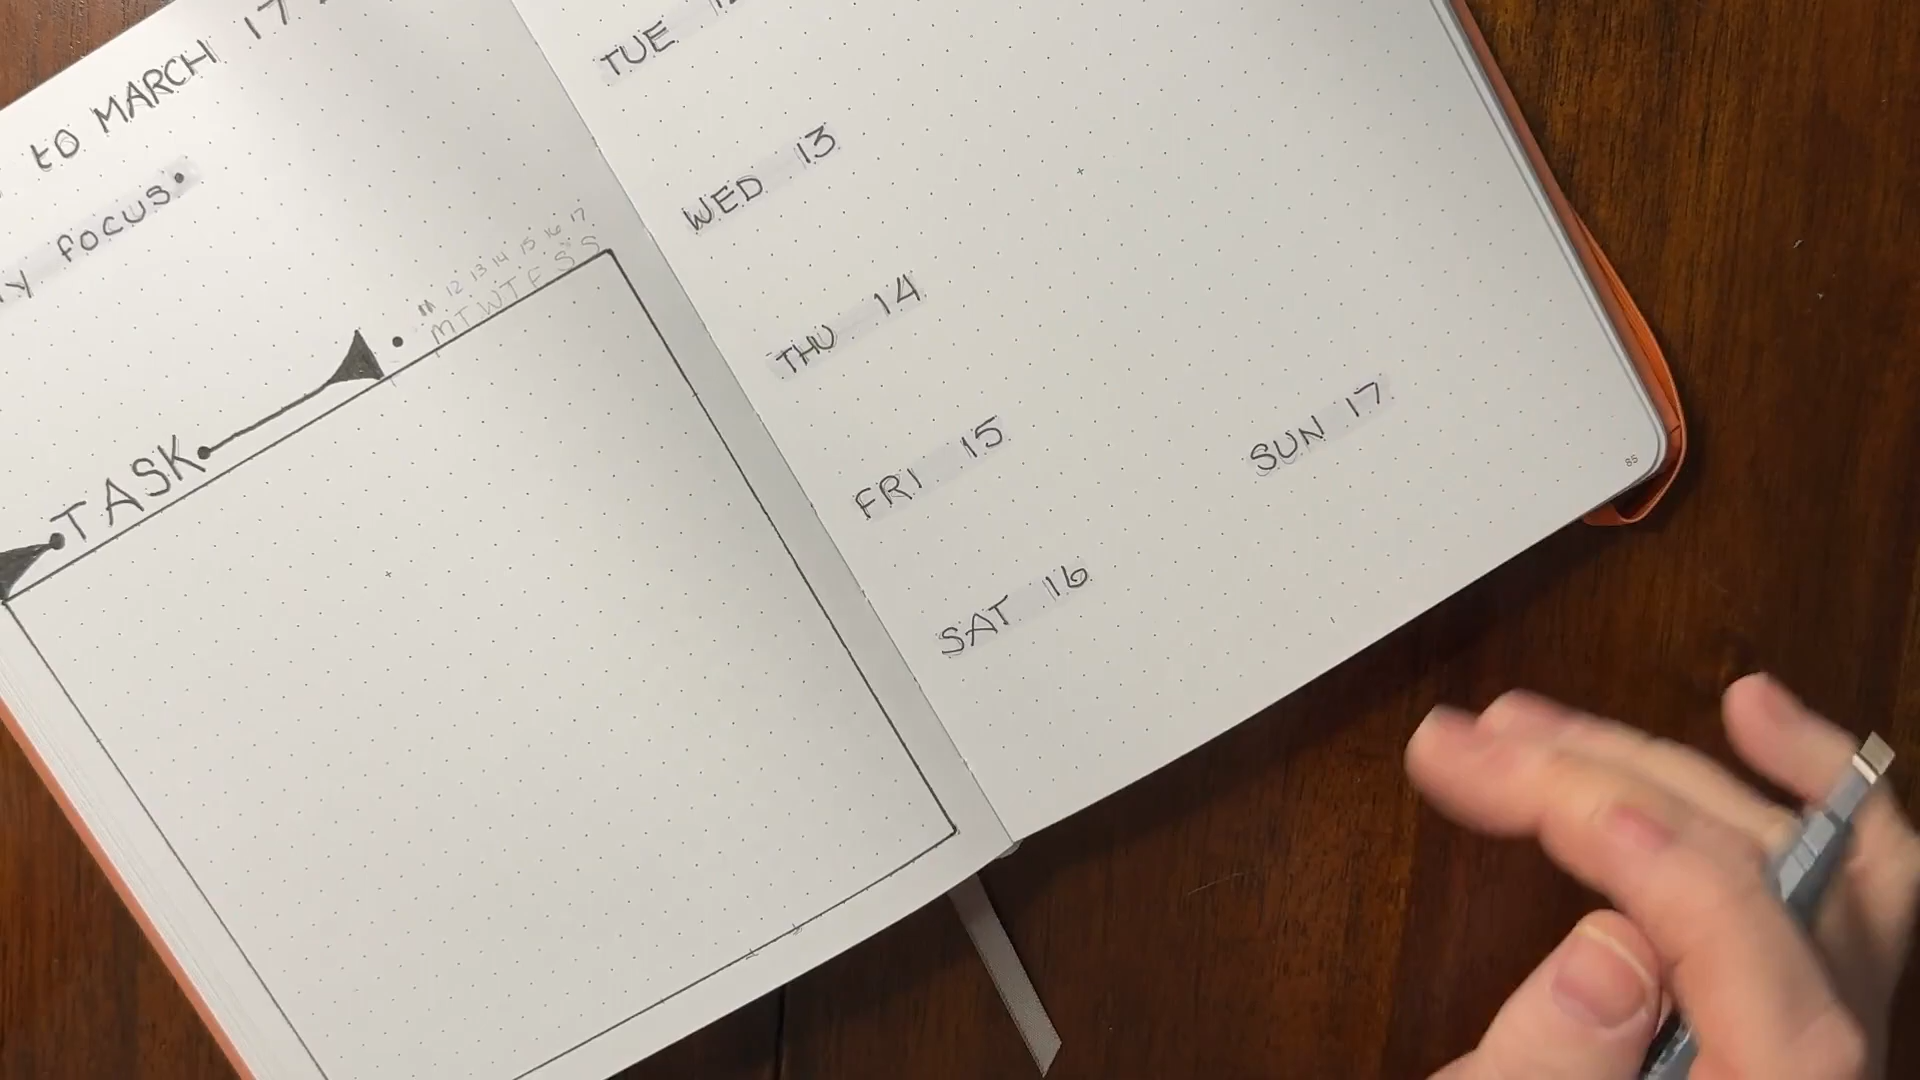 to MARCH 17
focus.
11 12 13 14 15 16 17
M T W T F S S
TASK
TUE
WED 13
THU 14
FRI 15
SAT 16
SUN 17
85